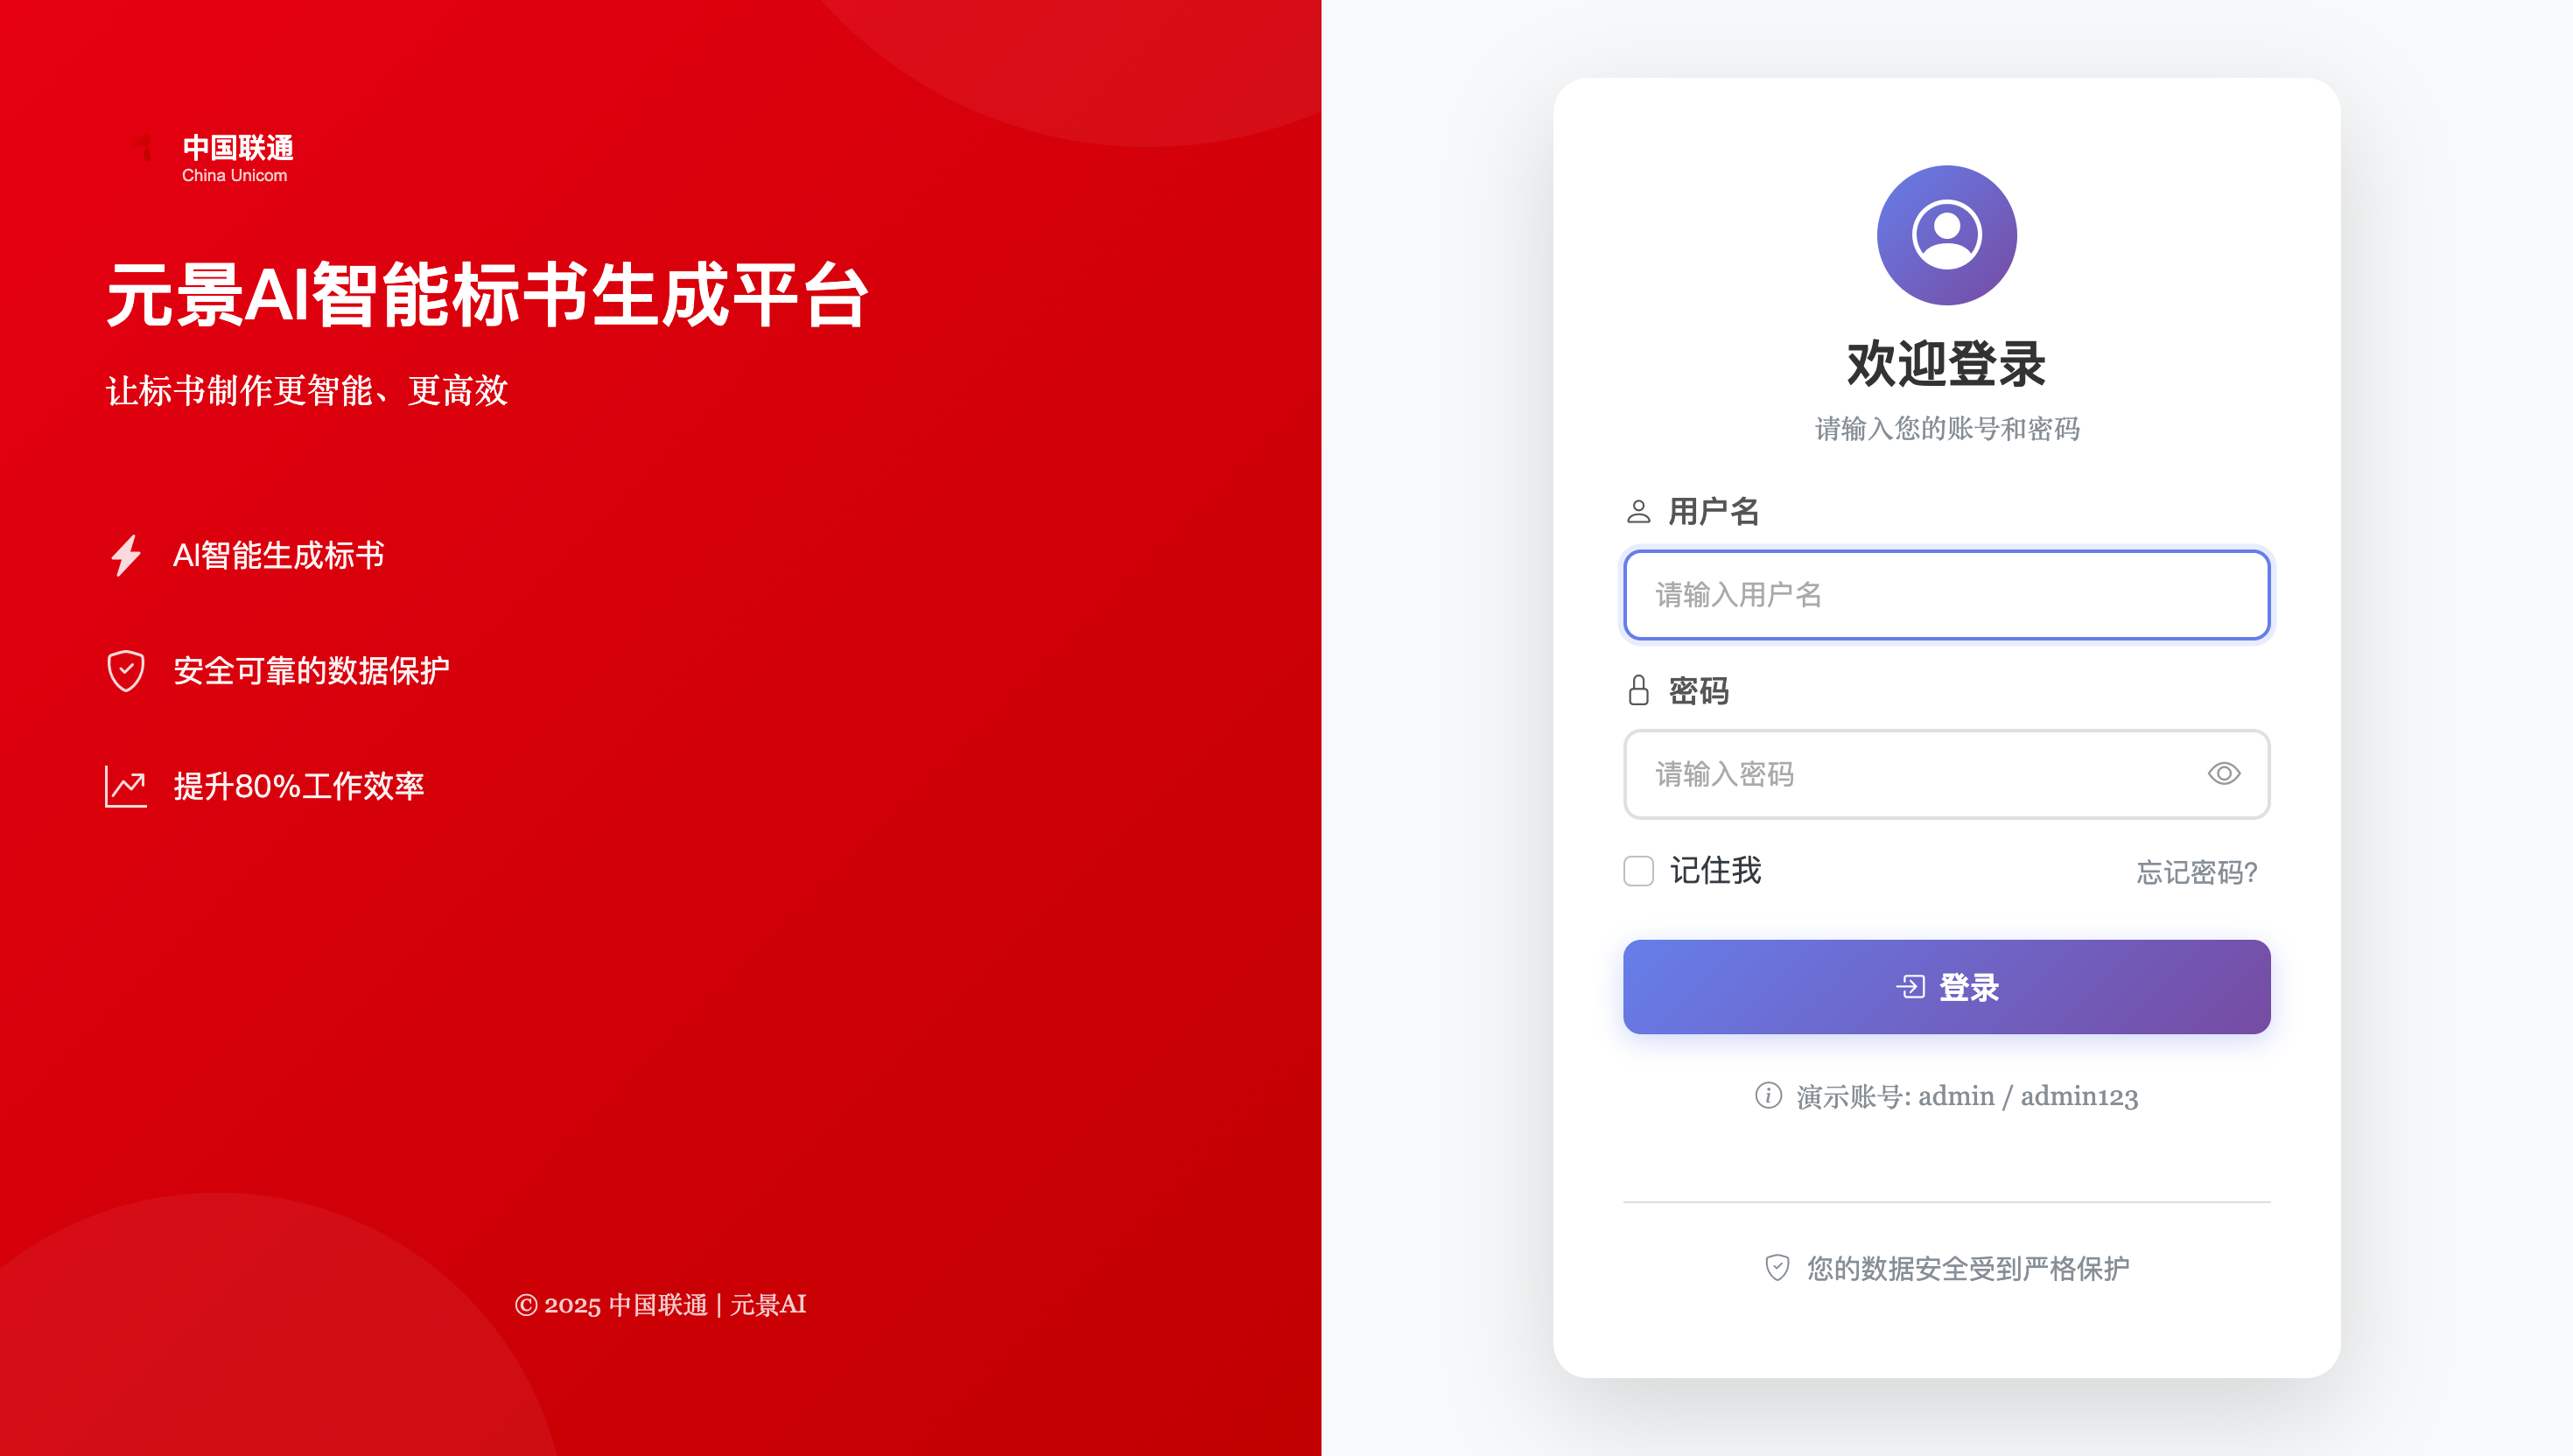 中国联通
China Unicom
元景AI智能标书生成平台
让标书制作更智能、更高效
AI智能生成标书
安全可靠的数据保护
提升80%工作效率
© 2025 中国联通 | 元景AI
欢迎登录
请输入您的账号和密码
用户名
请输入用户名
密码
请输入密码
记住我
忘记密码?
登录
演示账号: admin / admin123
您的数据安全受到严格保护